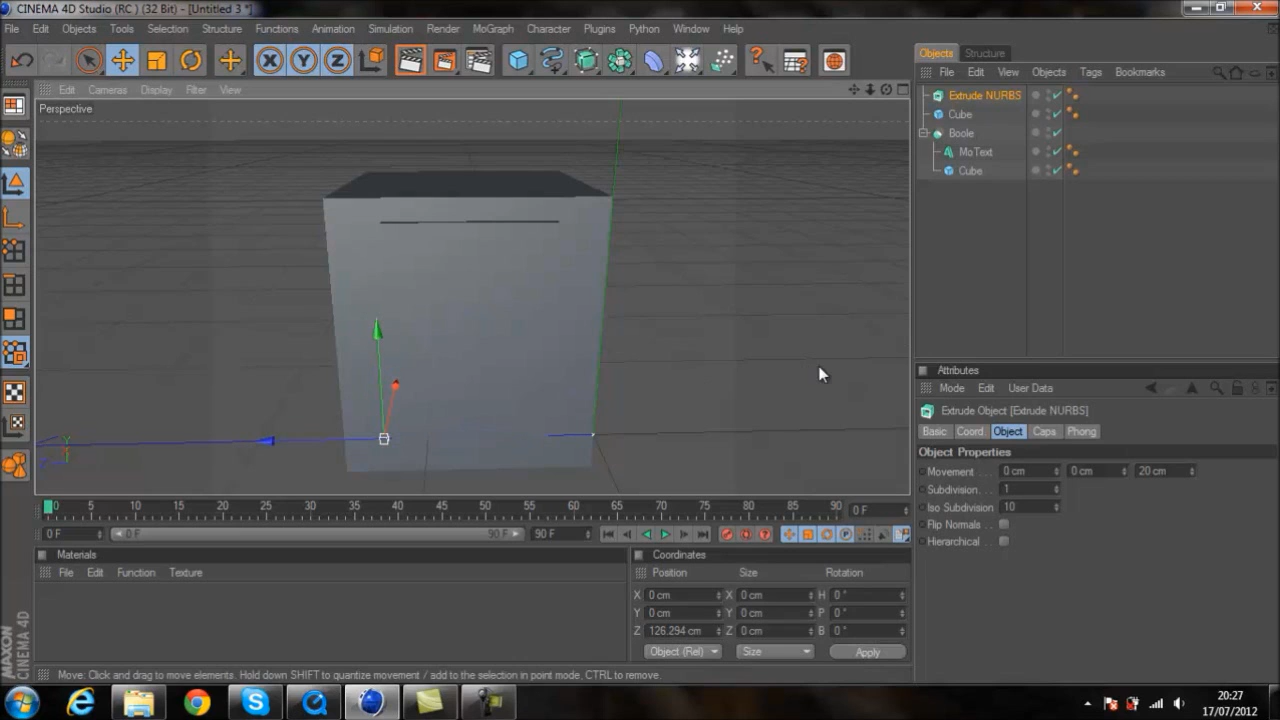 CINEMA 4D Studio (RC) (32 Bit) - [Untitled 3 *]
File Edit Objects Tools Selection Structure Functions Animation Simulation Render MoGraph Character Plugins Python Window Help
Edit Cameras Display Filter View
Perspective
Objects Structure
File Edit View Objects Tags Bookmarks
Extrude NURBS
Cube
Boole
MoText
Cube
Attributes
Mode Edit User Data
Extrude Object [Extrude NURBS]
Basic Coord Object Caps Phong
Object Properties
Movement 0 cm 0 cm 20 cm
Subdivision. . 1
Iso Subdivision 10
Flip Normals
Hierarchical
0 5 10 15 20 25 30 35 40 45 50 55 60 65 70 75 80 85 90 0 F
0 F 0 F 90 F 90 F
Materials
File Edit Function Texture
Coordinates
Position Size Rotation
X 0 cm X 0 cm H 0 °
Y 0 cm Y 0 cm P 0 °
Z 126.294 cm Z 0 cm B 0 °
Object (Rel) Size Apply
MAXON
CINEMA 4D
Move: Click and drag to move elements. Hold down SHIFT to quantize movement / add to the selection in point mode, CTRL to remove.
20:27
17/07/2012